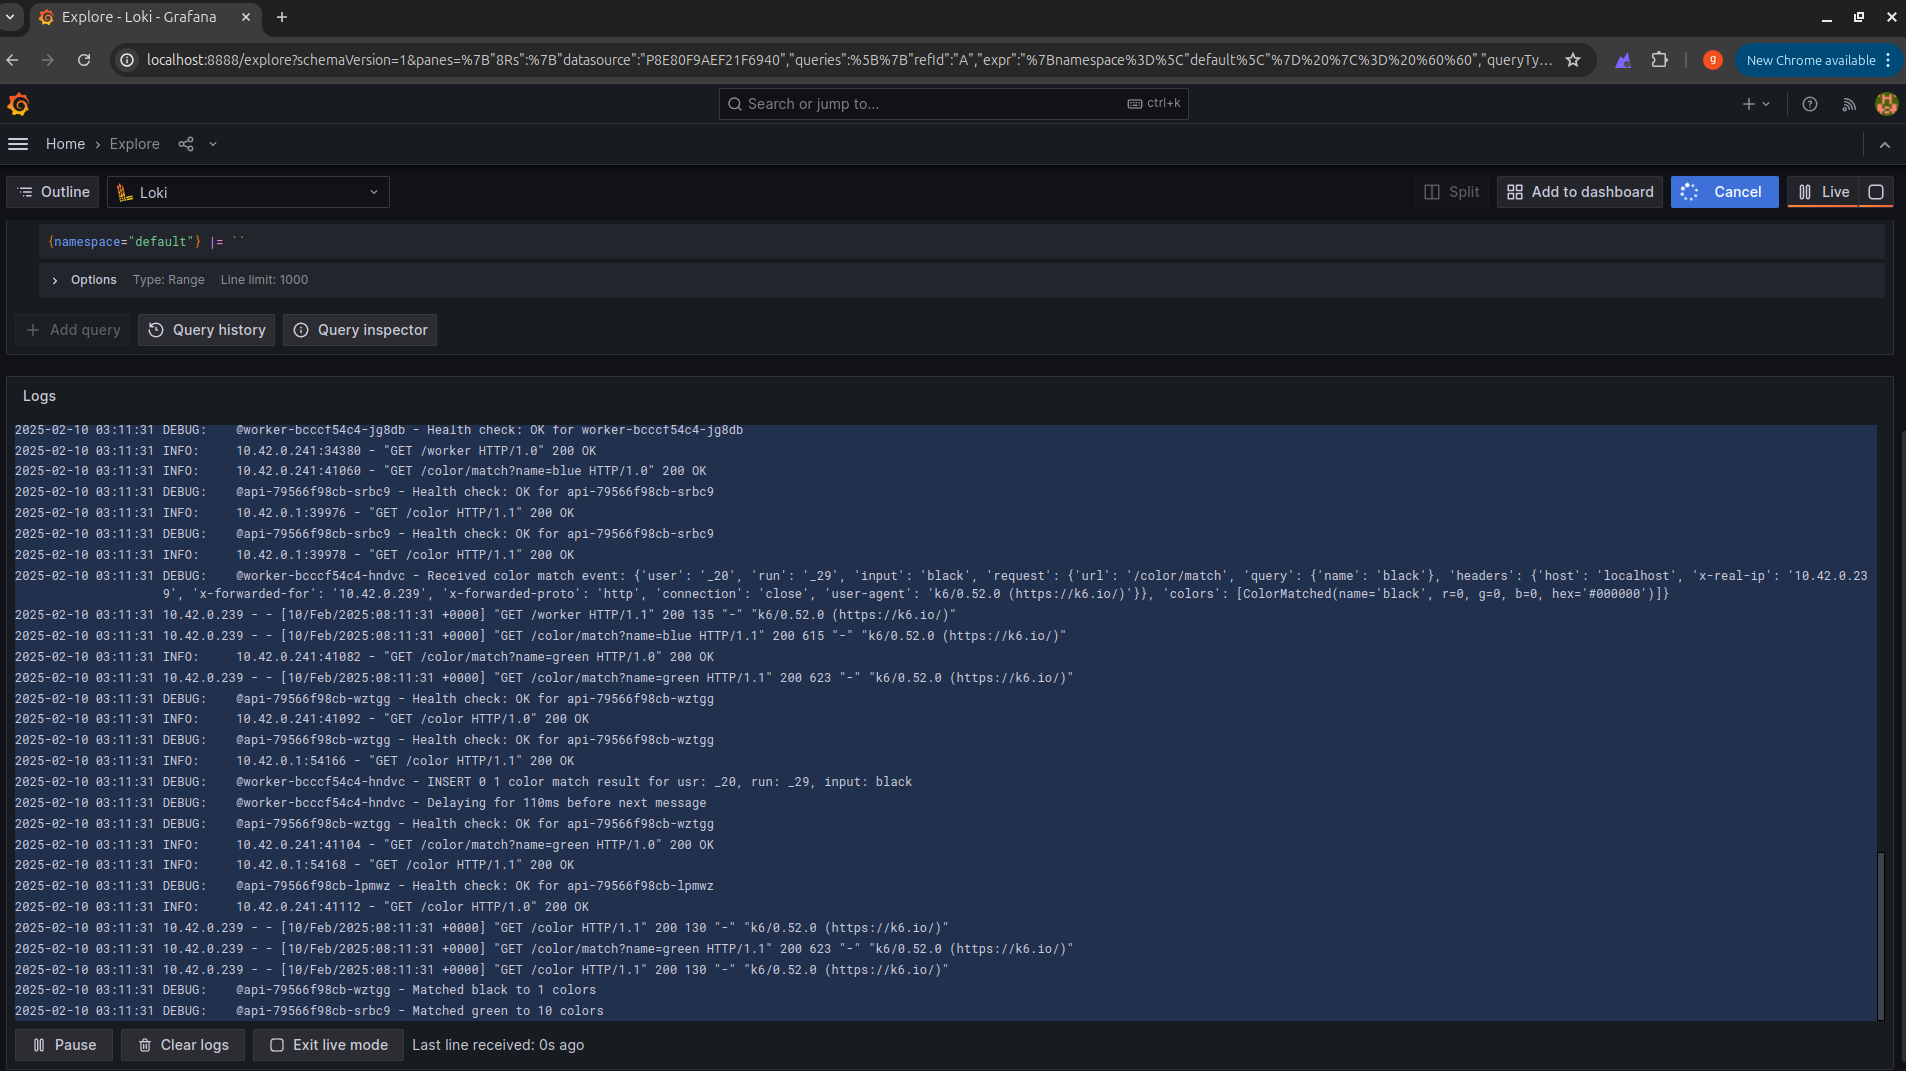 Explore - Loki - Grafana
localhost:8888/explore?schemaVersion=1&panes=%7B"8Rs":%7B"datasource":"P8E80F9AEF21F6940","queries":%5B%7B"refId":"A","expr":"%7Bnamespace%3D%5C"default%5C"%7D%20%7C%3D%20%60%60","queryTy...
g
New Chrome available
Search or jump to...
ctrl+k
Home › Explore
Outline
Loki
Split
Add to dashboard
Cancel
Live
{namespace="default"} |= ``
Options Type: Range Line limit: 1000
+ Add query
Query history
Query inspector
Logs
2025-02-10 03:11:31 DEBUG:    @worker-bcccf54c4-jg8db - Health check: OK for worker-bcccf54c4-jg8db
2025-02-10 03:11:31 INFO:     10.42.0.241:34380 - "GET /worker HTTP/1.0" 200 OK
2025-02-10 03:11:31 INFO:     10.42.0.241:41060 - "GET /color/match?name=blue HTTP/1.0" 200 OK
2025-02-10 03:11:31 DEBUG:    @api-79566f98cb-srbc9 - Health check: OK for api-79566f98cb-srbc9
2025-02-10 03:11:31 INFO:     10.42.0.1:39976 - "GET /color HTTP/1.1" 200 OK
2025-02-10 03:11:31 DEBUG:    @api-79566f98cb-srbc9 - Health check: OK for api-79566f98cb-srbc9
2025-02-10 03:11:31 INFO:     10.42.0.1:39978 - "GET /color HTTP/1.1" 200 OK
2025-02-10 03:11:31 DEBUG:    @worker-bcccf54c4-hndvc - Received color match event: {'user': '_20', 'run': '_29', 'input': 'black', 'request': {'url': '/color/match', 'query': {'name': 'black'}, 'headers': {'host': 'localhost', 'x-real-ip': '10.42.0.23
9', 'x-forwarded-for': '10.42.0.239', 'x-forwarded-proto': 'http', 'connection': 'close', 'user-agent': 'k6/0.52.0 (https://k6.io/)'}}, 'colors': [ColorMatched(name='black', r=0, g=0, b=0, hex='#000000')]}
2025-02-10 03:11:31 10.42.0.239 - - [10/Feb/2025:08:11:31 +0000] "GET /worker HTTP/1.1" 200 135 "-" "k6/0.52.0 (https://k6.io/)"
2025-02-10 03:11:31 10.42.0.239 - - [10/Feb/2025:08:11:31 +0000] "GET /color/match?name=blue HTTP/1.1" 200 615 "-" "k6/0.52.0 (https://k6.io/)"
2025-02-10 03:11:31 INFO:     10.42.0.241:41082 - "GET /color/match?name=green HTTP/1.0" 200 OK
2025-02-10 03:11:31 10.42.0.239 - - [10/Feb/2025:08:11:31 +0000] "GET /color/match?name=green HTTP/1.1" 200 623 "-" "k6/0.52.0 (https://k6.io/)"
2025-02-10 03:11:31 DEBUG:    @api-79566f98cb-wztgg - Health check: OK for api-79566f98cb-wztgg
2025-02-10 03:11:31 INFO:     10.42.0.241:41092 - "GET /color HTTP/1.0" 200 OK
2025-02-10 03:11:31 DEBUG:    @api-79566f98cb-wztgg - Health check: OK for api-79566f98cb-wztgg
2025-02-10 03:11:31 INFO:     10.42.0.1:54166 - "GET /color HTTP/1.1" 200 OK
2025-02-10 03:11:31 DEBUG:    @worker-bcccf54c4-hndvc - INSERT 0 1 color match result for usr: _20, run: _29, input: black
2025-02-10 03:11:31 DEBUG:    @worker-bcccf54c4-hndvc - Delaying for 110ms before next message
2025-02-10 03:11:31 DEBUG:    @api-79566f98cb-wztgg - Health check: OK for api-79566f98cb-wztgg
2025-02-10 03:11:31 INFO:     10.42.0.241:41104 - "GET /color/match?name=green HTTP/1.0" 200 OK
2025-02-10 03:11:31 INFO:     10.42.0.1:54168 - "GET /color HTTP/1.1" 200 OK
2025-02-10 03:11:31 DEBUG:    @api-79566f98cb-lpmwz - Health check: OK for api-79566f98cb-lpmwz
2025-02-10 03:11:31 INFO:     10.42.0.241:41112 - "GET /color HTTP/1.0" 200 OK
2025-02-10 03:11:31 10.42.0.239 - - [10/Feb/2025:08:11:31 +0000] "GET /color HTTP/1.1" 200 130 "-" "k6/0.52.0 (https://k6.io/)"
2025-02-10 03:11:31 10.42.0.239 - - [10/Feb/2025:08:11:31 +0000] "GET /color/match?name=green HTTP/1.1" 200 623 "-" "k6/0.52.0 (https://k6.io/)"
2025-02-10 03:11:31 10.42.0.239 - - [10/Feb/2025:08:11:31 +0000] "GET /color HTTP/1.1" 200 130 "-" "k6/0.52.0 (https://k6.io/)"
2025-02-10 03:11:31 DEBUG:    @api-79566f98cb-wztgg - Matched black to 1 colors
2025-02-10 03:11:31 DEBUG:    @api-79566f98cb-srbc9 - Matched green to 10 colors
Pause
Clear logs
Exit live mode
Last line received: 0s ago